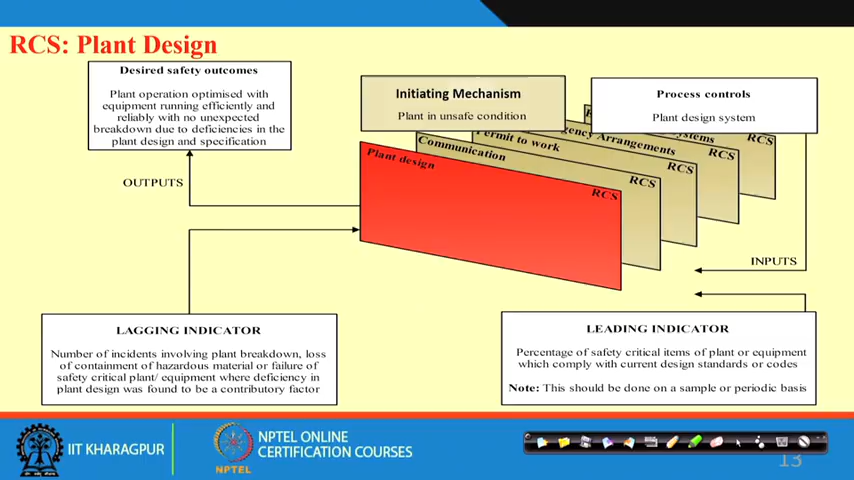 RCS: Plant Design
Desired safety outcomes
Plant operation optimised with
equipment running efficiently and
reliably with no unexpected
breakdown due to deficiencies in the
plant design and specification
Initiating Mechanism
Plant in unsafe condition
Process controls
Plant design system
OUTPUTS
Plant design
RCS
Communication
RCS
Permit to work
RCS
Arrangements
RCS
RCS
INPUTS
LAGGING INDICATOR
Number of incidents involving plant breakdown, loss
of containment of hazardous material or failure of
safety critical plant/ equipment where deficiency in
plant design was found to be a contributory factor
LEADING INDICATOR
Percentage of safety critical items of plant or equipment
which comply with current design standards or codes
Note: This should be done on a sample or periodic basis
IIT KHARAGPUR
NPTEL
NPTEL ONLINE
CERTIFICATION COURSES
13